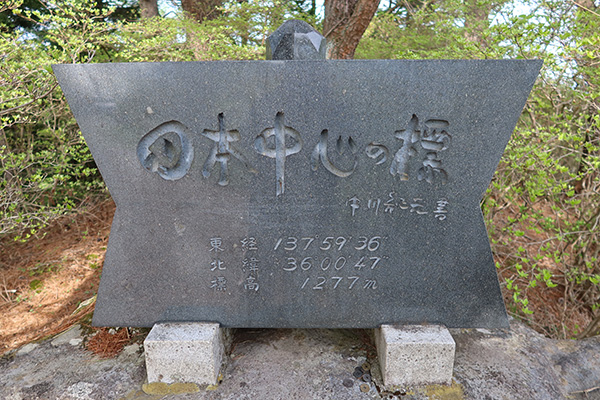 日本中心の標
中川紀元書
東経 137°59′36″
北緯 36°00′47″
標高 1277m